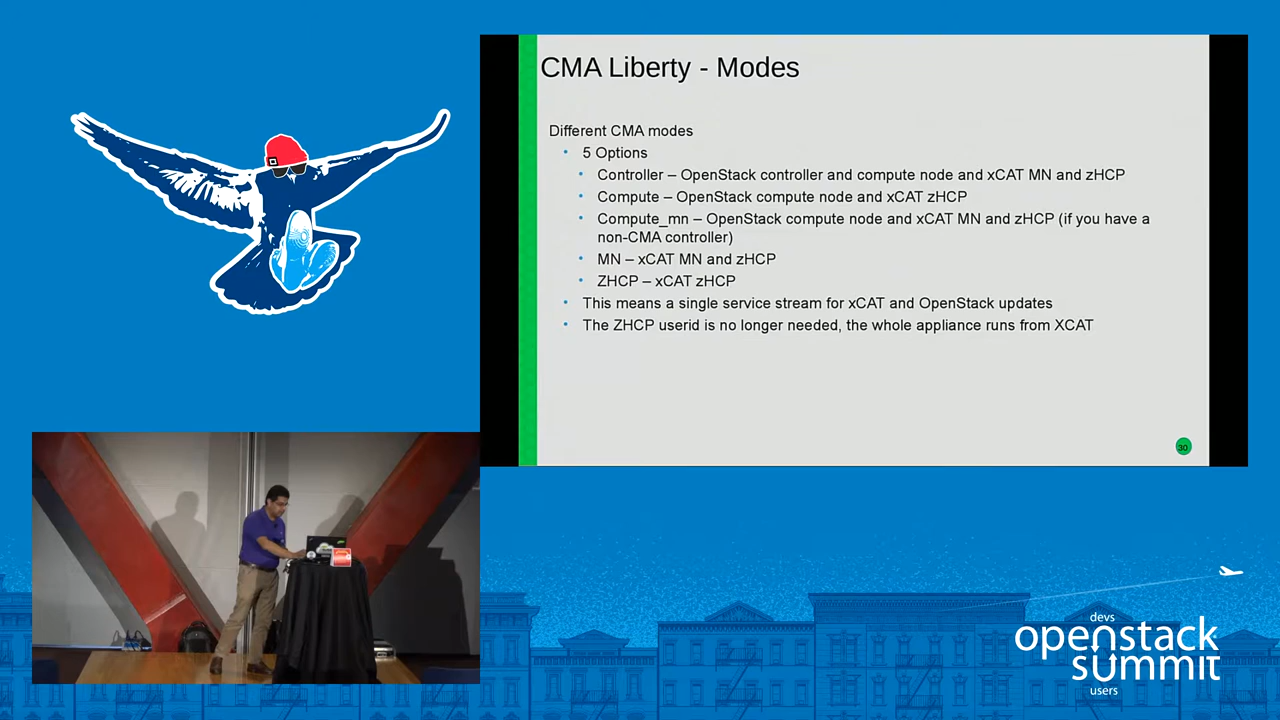 CMA Liberty - Modes
Different CMA modes
• 5 Options
• Controller – OpenStack controller and compute node and xCAT MN and zHCP
• Compute – OpenStack compute node and xCAT zHCP
• Compute_mn – OpenStack compute node and xCAT MN and zHCP (if you have a
non-CMA controller)
• MN – xCAT MN and zHCP
• ZHCP – xCAT zHCP
• This means a single service stream for xCAT and OpenStack updates
• The ZHCP userid is no longer needed, the whole appliance runs from XCAT
30
devs
openstack
summit
users